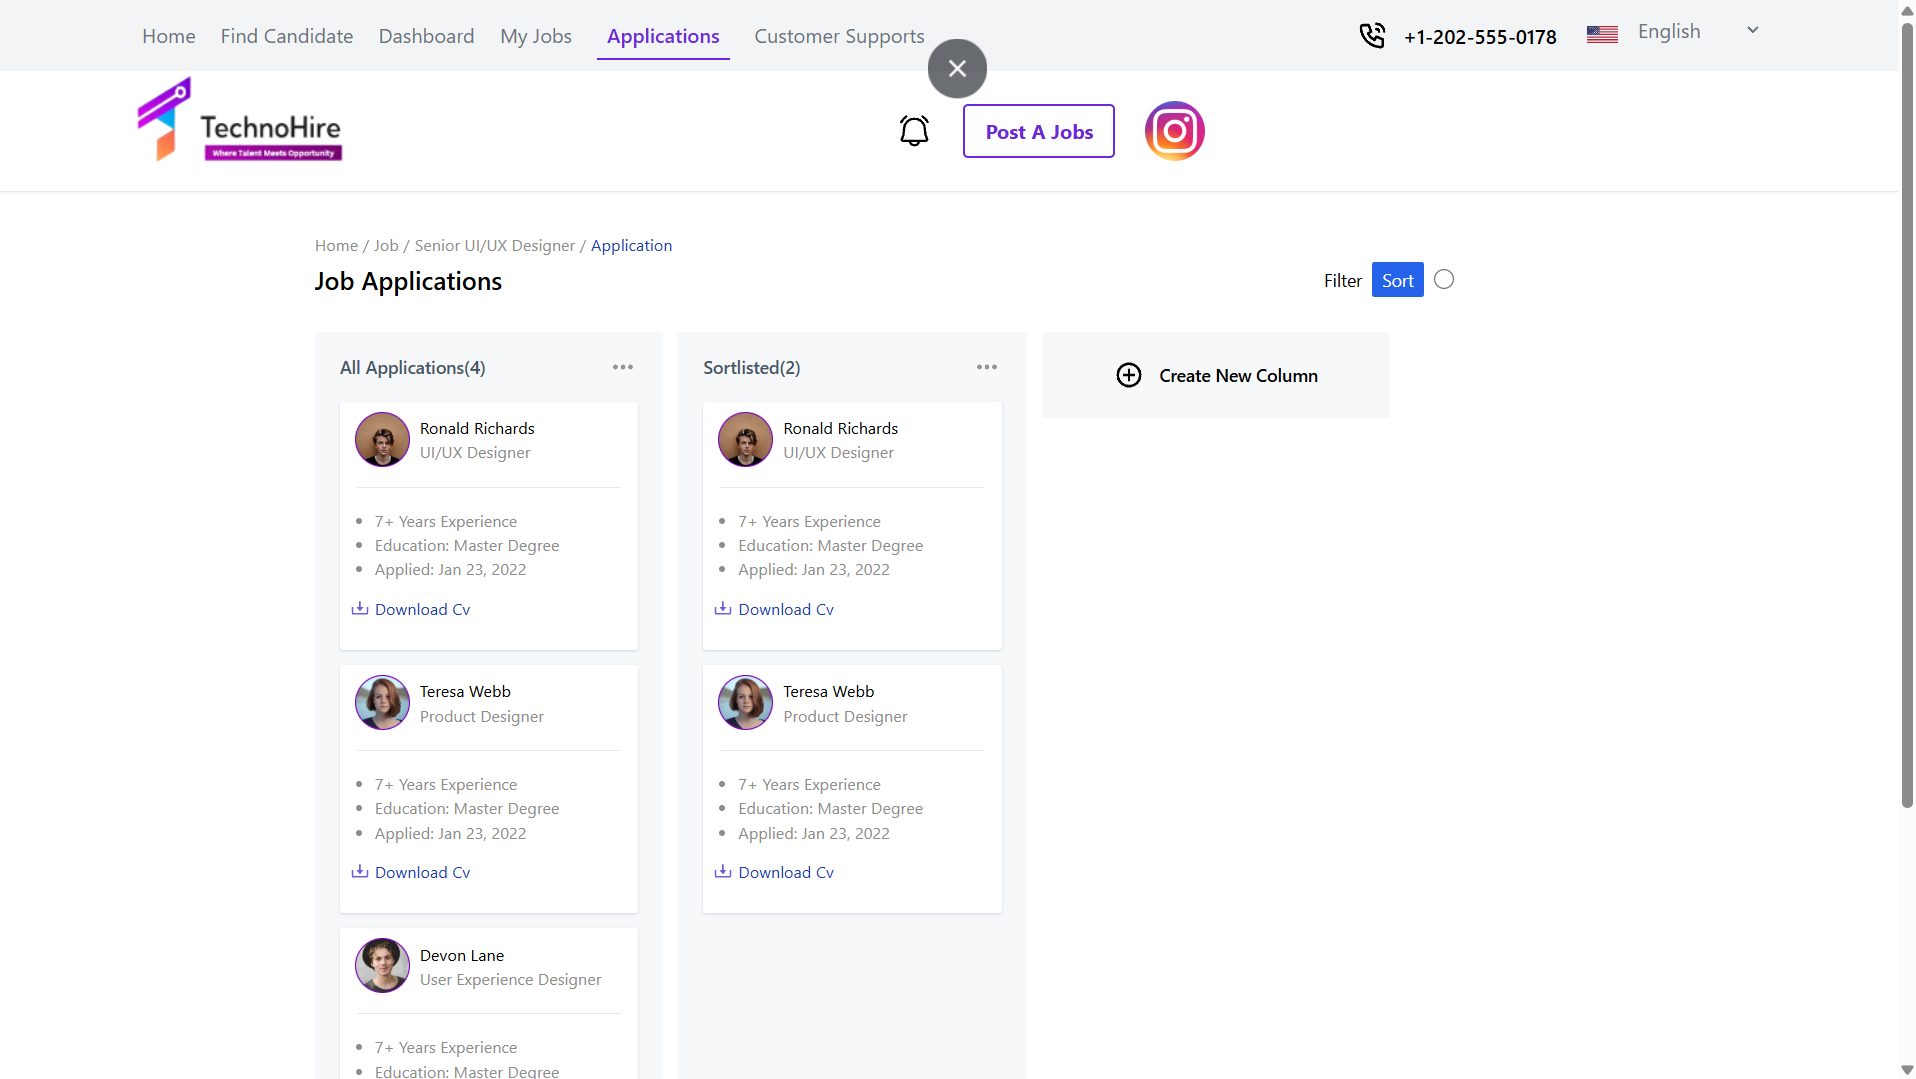 Home Find Candidate Dashboard My Jobs Applications Customer Supports +1-202-555-0178 English
TechnoHire
Where Talent Meets Opportunity
Post A Jobs
Home / Job / Senior UI/UX Designer / Application
Job Applications
Filter Sort
All Applications(4)
Ronald Richards
UI/UX Designer
7+ Years Experience
Education: Master Degree
Applied: Jan 23, 2022
Download Cv
Teresa Webb
Product Designer
7+ Years Experience
Education: Master Degree
Applied: Jan 23, 2022
Download Cv
Devon Lane
User Experience Designer
7+ Years Experience
Education: Master Degree
Sortlisted(2)
Ronald Richards
UI/UX Designer
7+ Years Experience
Education: Master Degree
Applied: Jan 23, 2022
Download Cv
Teresa Webb
Product Designer
7+ Years Experience
Education: Master Degree
Applied: Jan 23, 2022
Download Cv
Create New Column